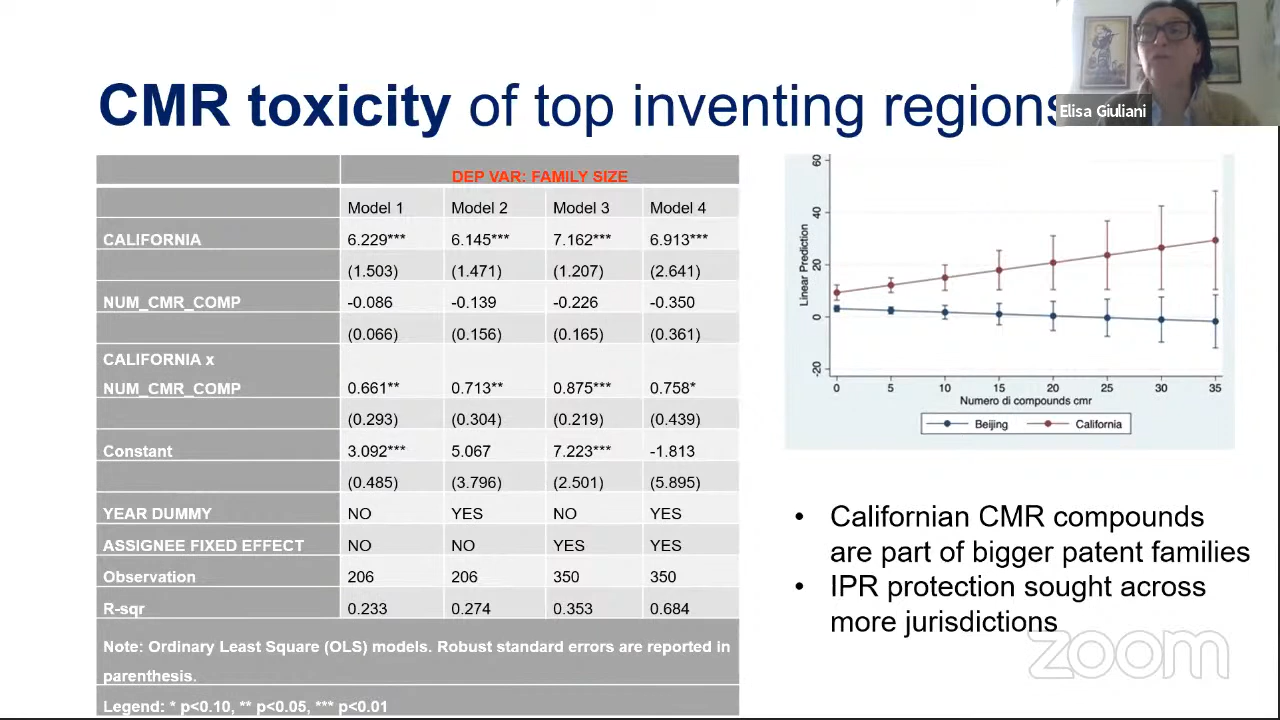 CMR toxicity of top inventing regions
Elisa Giuliani
DEP VAR: FAMILY SIZE
Model 1 Model 2 Model 3 Model 4
CALIFORNIA 6.229*** 6.145*** 7.162*** 6.913***
(1.503) (1.471) (1.207) (2.641)
NUM_CMR_COMP -0.086 -0.139 -0.226 -0.350
(0.066) (0.156) (0.165) (0.361)
CALIFORNIA x
NUM_CMR_COMP 0.661** 0.713** 0.875*** 0.758*
(0.293) (0.304) (0.219) (0.439)
Constant 3.092*** 5.067 7.223*** -1.813
(0.485) (3.796) (2.501) (5.895)
YEAR DUMMY NO YES NO YES
ASSIGNEE FIXED EFFECT NO NO YES YES
Observation 206 206 350 350
R-sqr 0.233 0.274 0.353 0.684
Note: Ordinary Least Square (OLS) models. Robust standard errors are reported in
parenthesis.
Legend: * p<0.10, ** p<0.05, *** p<0.01
60
40
20
0
-20
Linear Prediction
0 5 10 15 20 25 30 35
Numero di compounds cmr
Beijing California
• Californian CMR compounds
are part of bigger patent families
• IPR protection sought across
more jurisdictions
zoom